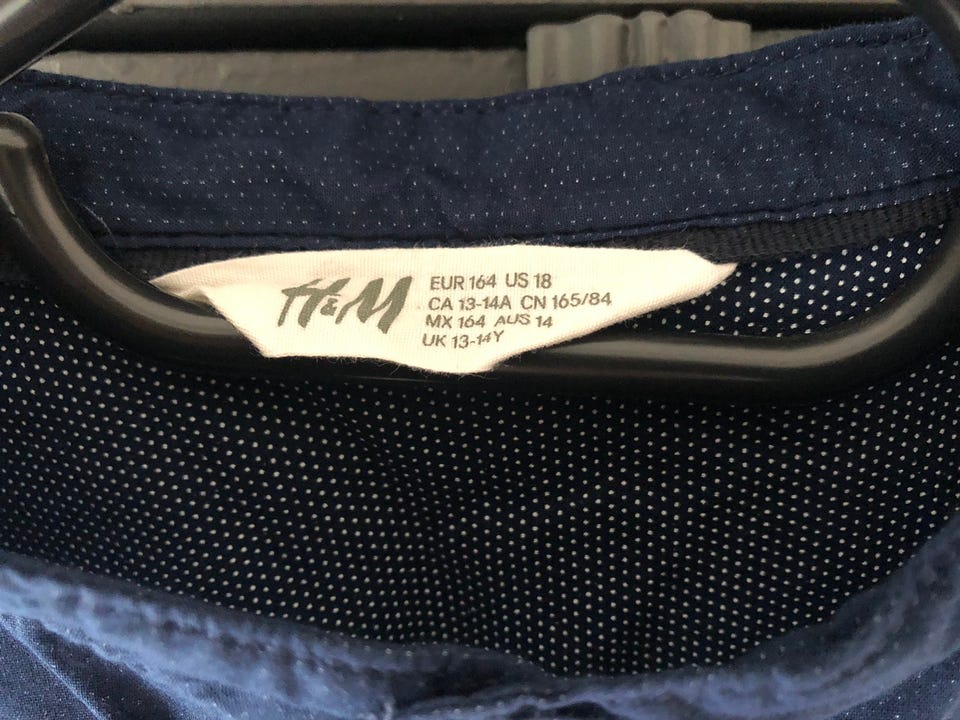 H&M
EUR 164 US 18
CA 13-14A CN 165/84
MX 164 AUS 14
UK 13-14Y